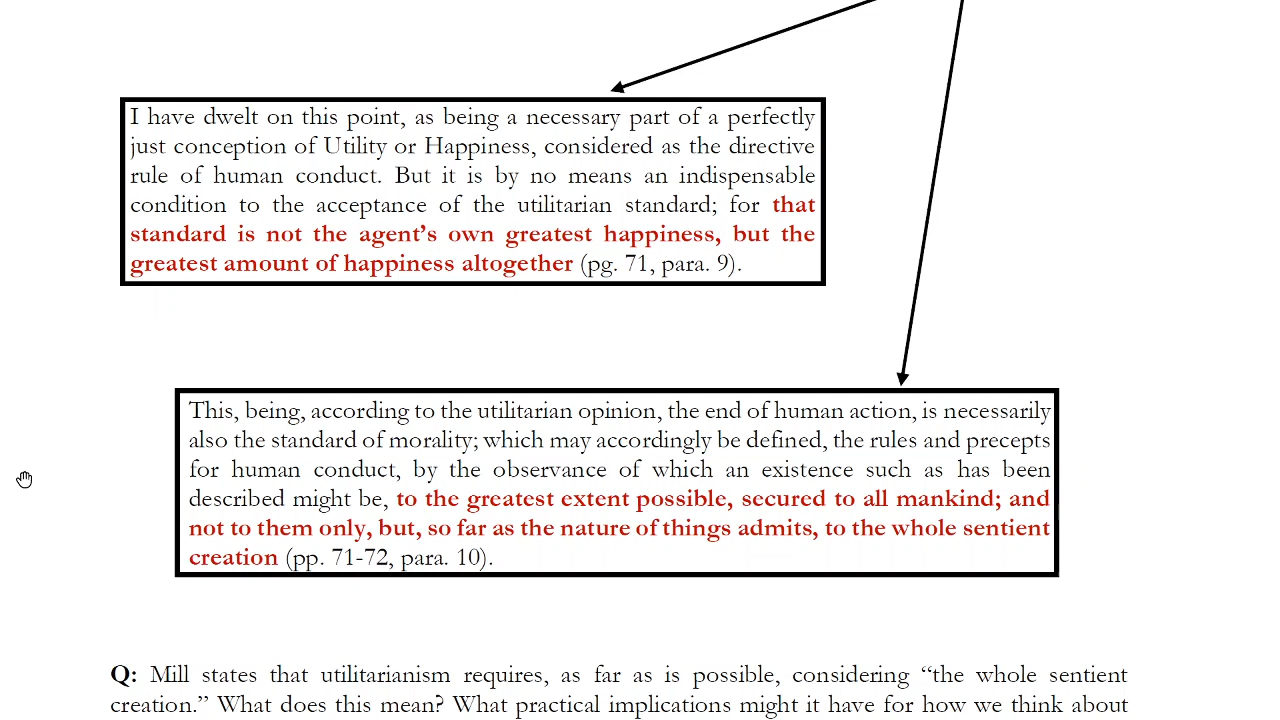 I have dwelt on this point, as being a necessary part of a perfectly
just conception of Utility or Happiness, considered as the directive
rule of human conduct. But it is by no means an indispensable
condition to the acceptance of the utilitarian standard; for that
standard is not the agent’s own greatest happiness, but the
greatest amount of happiness altogether (pg. 71, para. 9).
This, being, according to the utilitarian opinion, the end of human action, is necessarily
also the standard of morality; which may accordingly be defined, the rules and precepts
for human conduct, by the observance of which an existence such as has been
described might be, to the greatest extent possible, secured to all mankind; and
not to them only, but, so far as the nature of things admits, to the whole sentient
creation (pp. 71-72, para. 10).
Q: Mill states that utilitarianism requires, as far as is possible, considering “the whole sentient
creation.” What does this mean? What practical implications might it have for how we think about